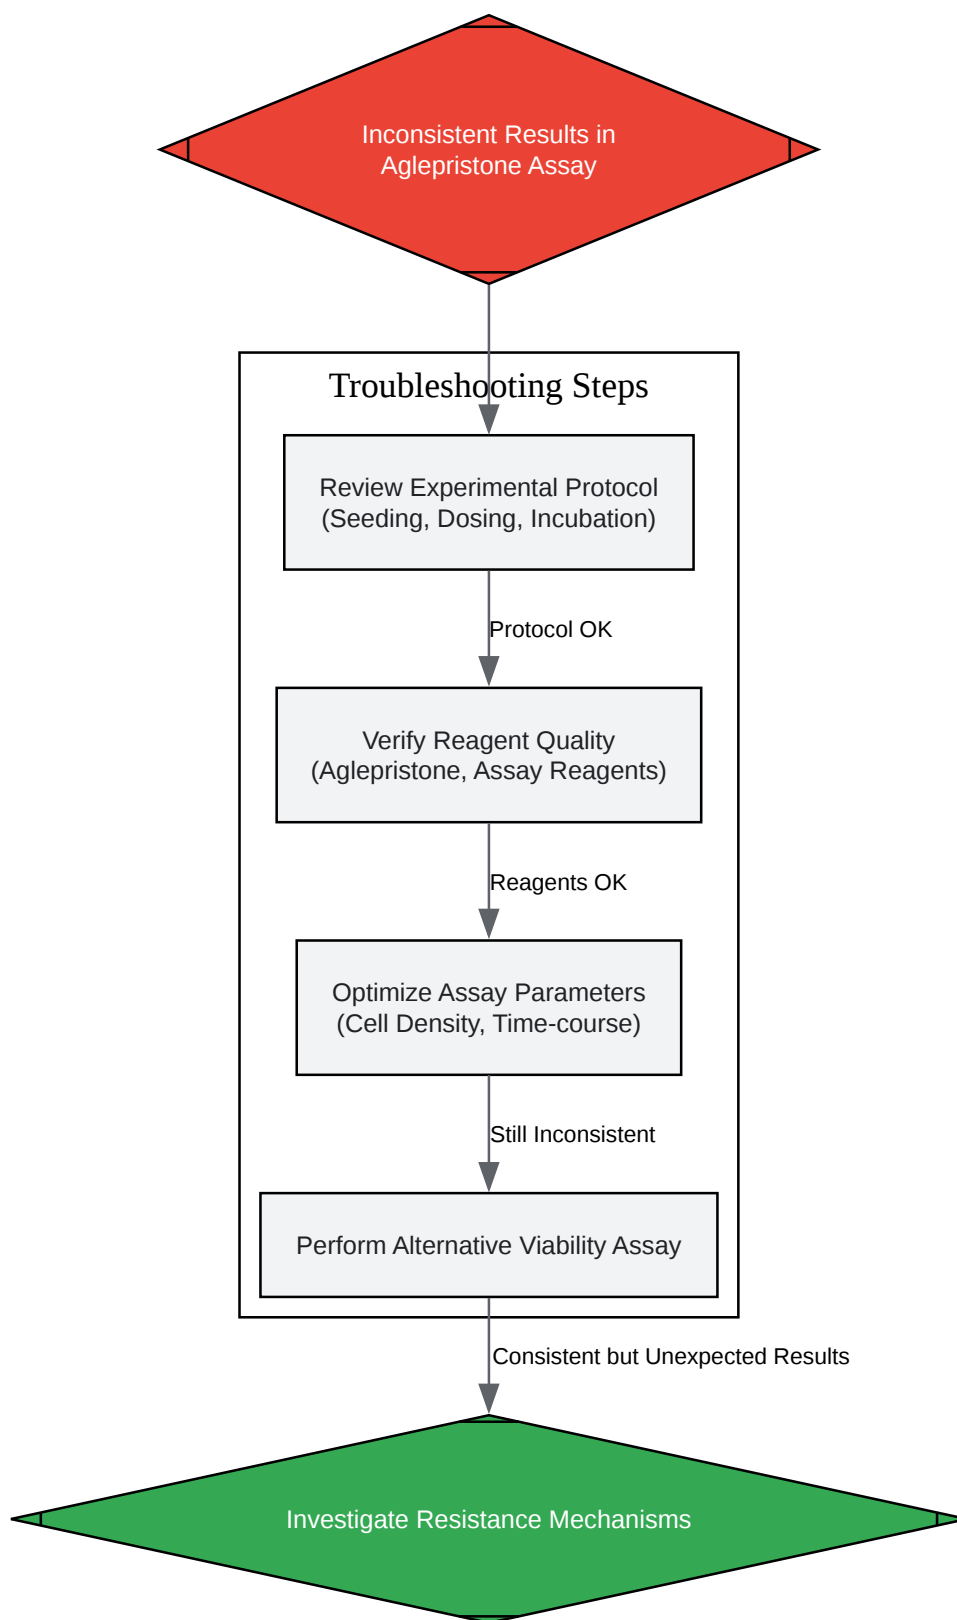 Inconsistent Results in
Aglepristone Assay
Troubleshooting Steps
Review Experimental Protocol
(Seeding, Dosing, Incubation)
Protocol OK
Verify Reagent Quality
(Aglepristone, Assay Reagents)
Reagents OK
Optimize Assay Parameters
(Cell Density, Time-course)
Still Inconsistent
Perform Alternative Viability Assay
Consistent but Unexpected Results
Investigate Resistance Mechanisms